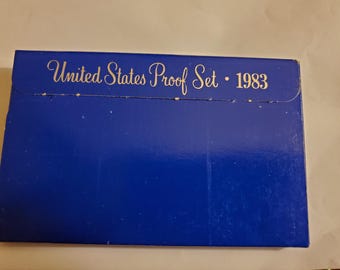 United States Proof Set · 1983